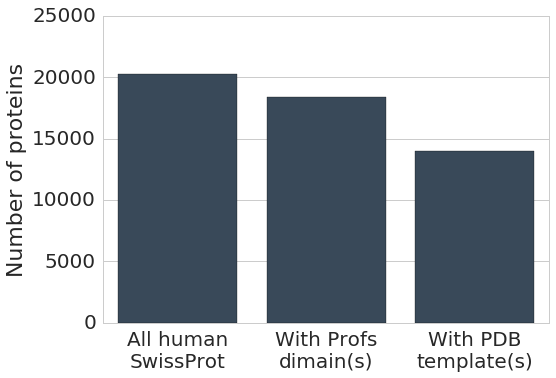 25000
20000
15000
10000
5000
0
Number of proteins
All human
SwissProt
With Profs
dimain(s)
With PDB
template(s)